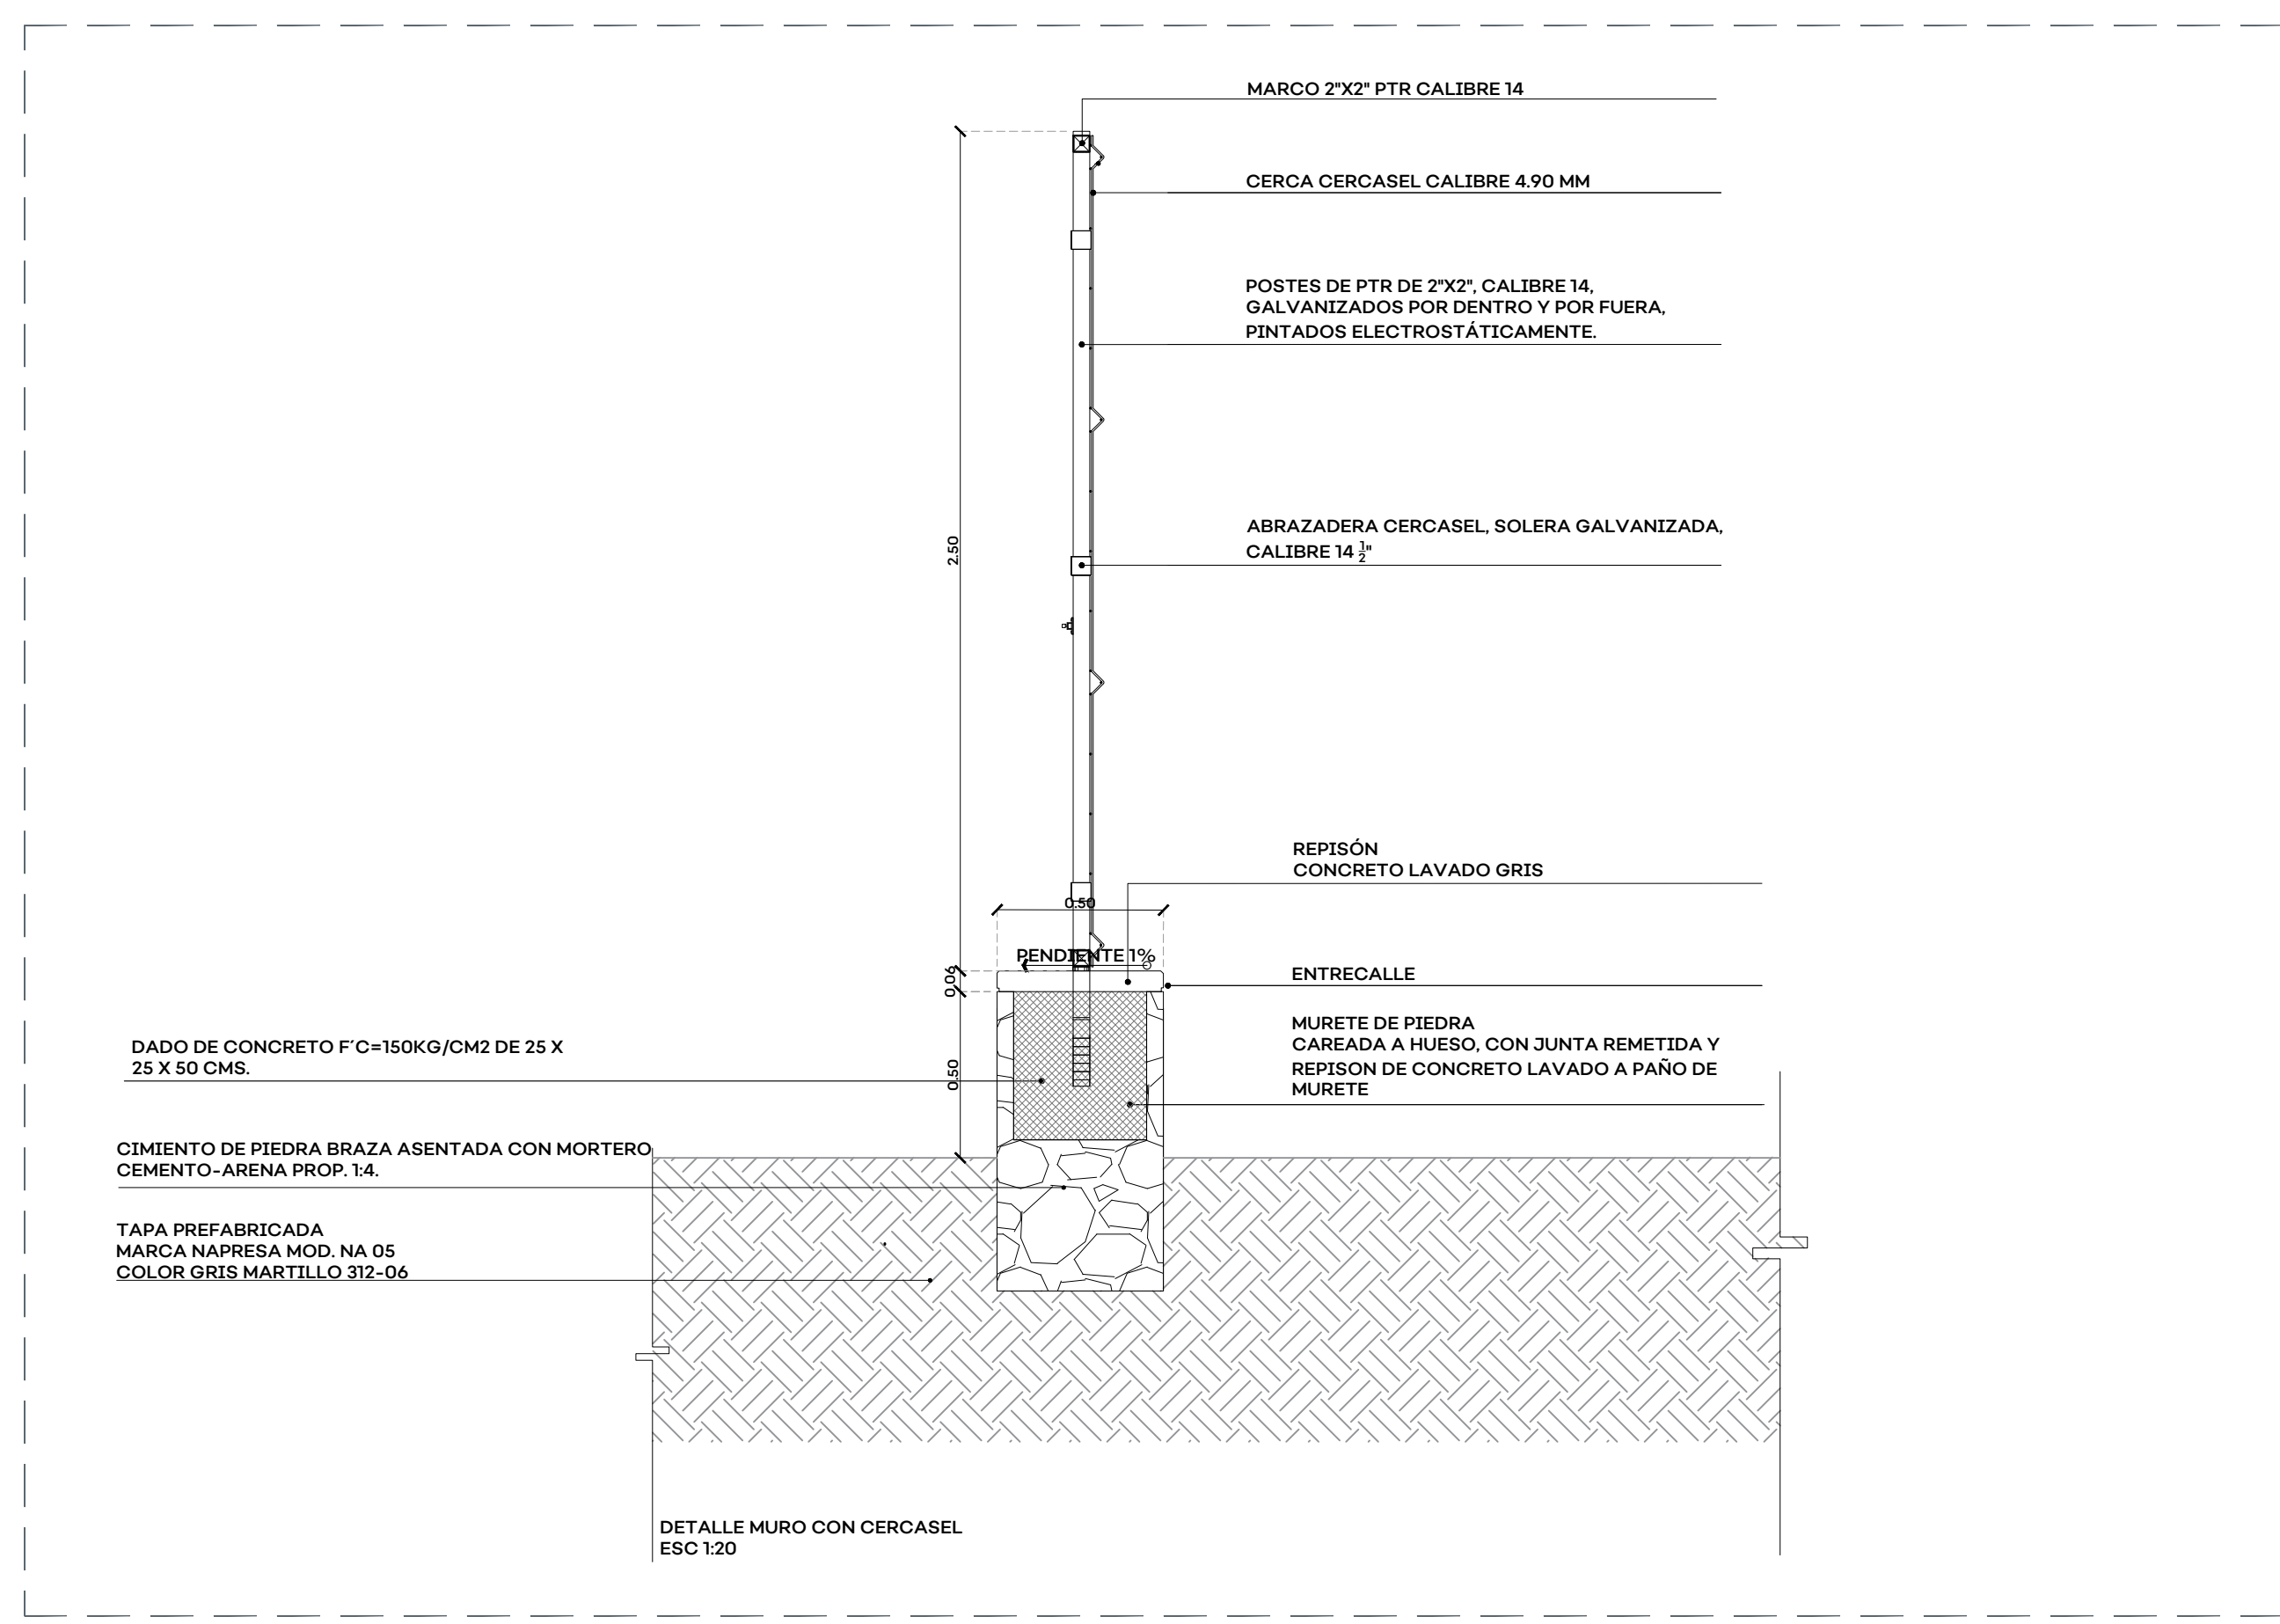 MARCO 2"X2" PTR CALIBRE 14
CERCA CERCASEL CALIBRE 4.90 MM
POSTES DE PTR DE 2"X2", CALIBRE 14,
GALVANIZADOS POR DENTRO Y POR FUERA,
PINTADOS ELECTROSTÁTICAMENTE.
2.50
ABRAZADERA CERCASEL, SOLERA GALVANIZADA,
CALIBRE 14 1/2"
REPISÓN
CONCRETO LAVADO GRIS
0.50
PENDIENTE 1%
0.06
ENTRECALLE
MURETE DE PIEDRA
CAREADA A HUESO, CON JUNTA REMETIDA Y
REPISON DE CONCRETO LAVADO A PAÑO DE
MURETE
DADO DE CONCRETO F´C=150KG/CM2 DE 25 X
25 X 50 CMS.
0.50
CIMIENTO DE PIEDRA BRAZA ASENTADA CON MORTERO
CEMENTO-ARENA PROP. 1:4.
TAPA PREFABRICADA
MARCA NAPRESA MOD. NA 05
COLOR GRIS MARTILLO 312-06
DETALLE MURO CON CERCASEL
ESC 1:20